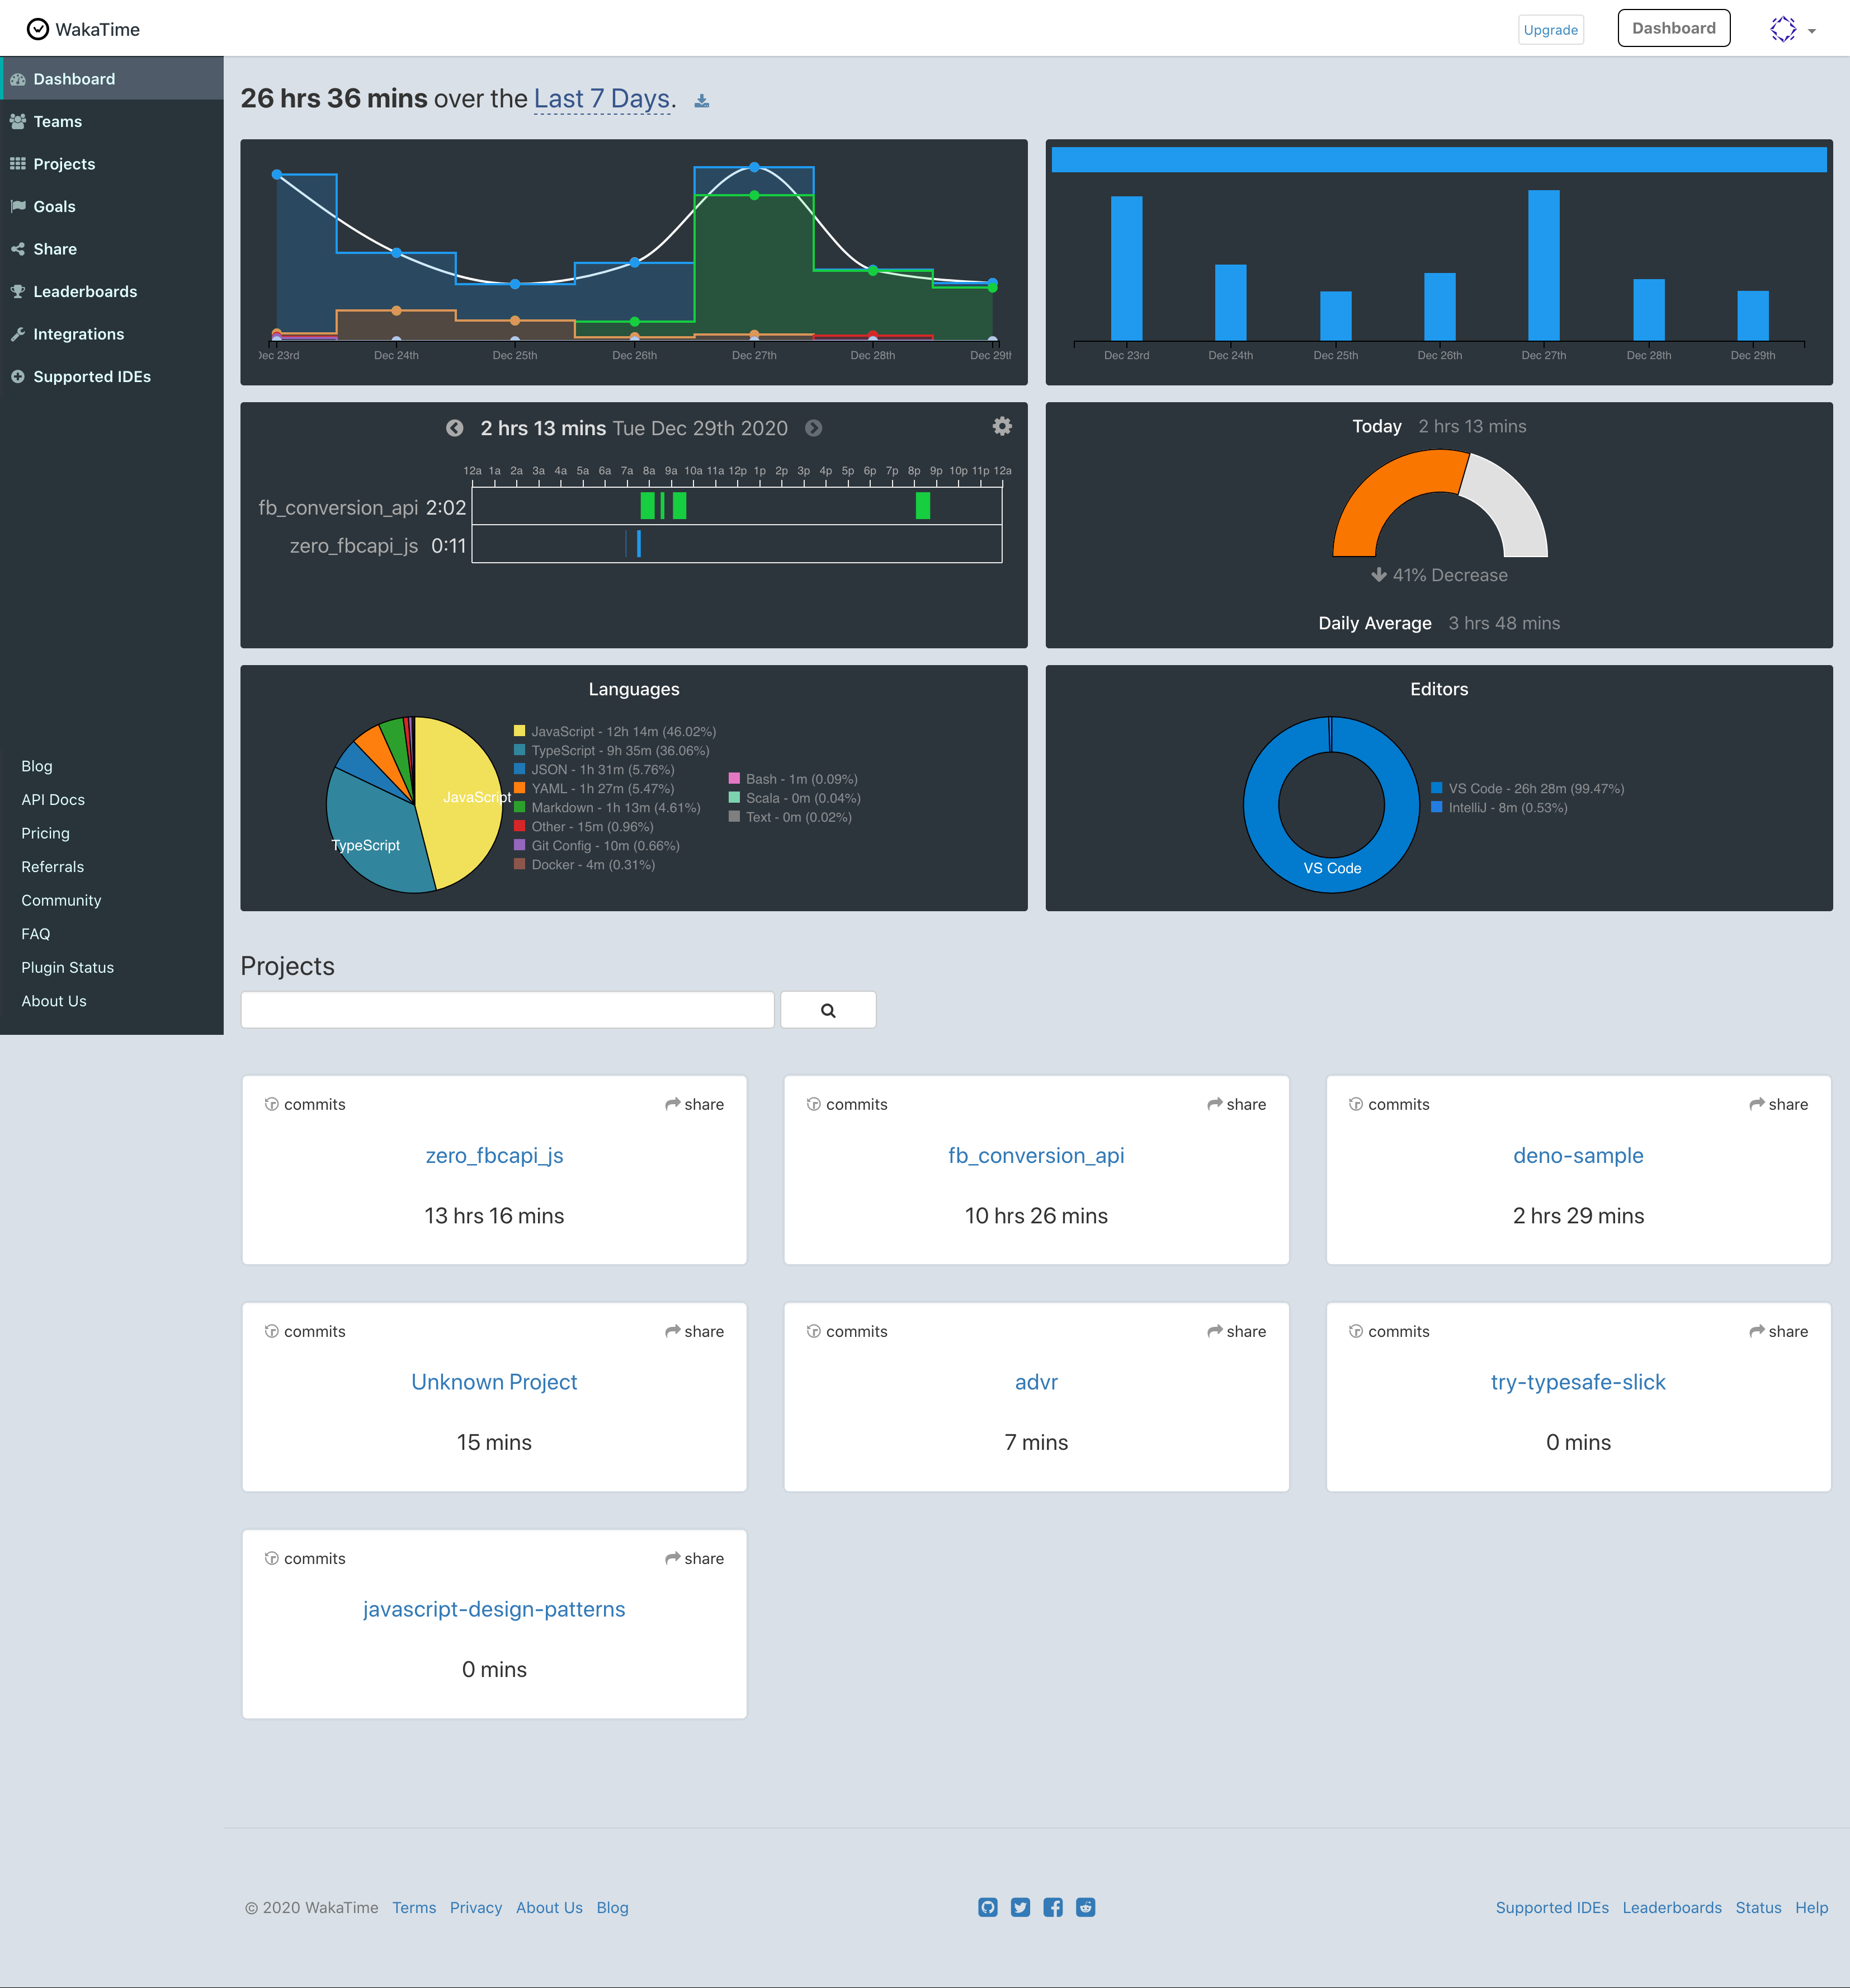 WakaTime
Upgrade
Dashboard
Dashboard
Teams
Projects
Goals
Share
Leaderboards
Integrations
Supported IDEs
Blog
API Docs
Pricing
Referrals
Community
FAQ
Plugin Status
About Us
26 hrs 36 mins over the Last 7 Days.
Dec 23rd Dec 24th Dec 25th Dec 26th Dec 27th Dec 28th Dec 29th
Dec 23rd Dec 24th Dec 25th Dec 26th Dec 27th Dec 28th Dec 29th
2 hrs 13 mins Tue Dec 29th 2020
12a 1a 2a 3a 4a 5a 6a 7a 8a 9a 10a 11a 12p 1p 2p 3p 4p 5p 6p 7p 8p 9p 10p 11p 12a
fb_conversion_api 2:02
zero_fbcapi_js 0:11
Today 2 hrs 13 mins
41% Decrease
Daily Average 3 hrs 48 mins
Languages
JavaScript
TypeScript
JavaScript - 12h 14m (46.02%)
TypeScript - 9h 35m (36.06%)
JSON - 1h 31m (5.76%)
YAML - 1h 27m (5.47%)
Markdown - 1h 13m (4.61%)
Other - 15m (0.96%)
Git Config - 10m (0.66%)
Docker - 4m (0.31%)
Bash - 1m (0.09%)
Scala - 0m (0.04%)
Text - 0m (0.02%)
Editors
VS Code
VS Code - 26h 28m (99.47%)
IntelliJ - 8m (0.53%)
Projects
commits share
zero_fbcapi_js
13 hrs 16 mins
commits share
fb_conversion_api
10 hrs 26 mins
commits share
deno-sample
2 hrs 29 mins
commits share
Unknown Project
15 mins
commits share
advr
7 mins
commits share
try-typesafe-slick
0 mins
commits share
javascript-design-patterns
0 mins
© 2020 WakaTime Terms Privacy About Us Blog
Supported IDEs Leaderboards Status Help